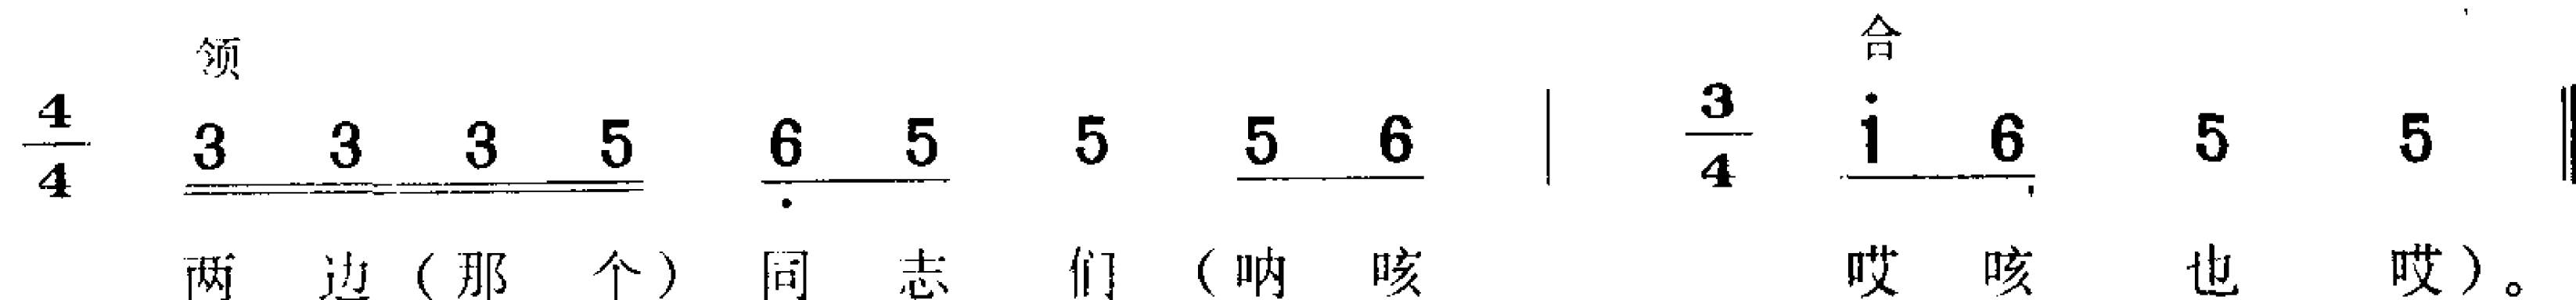 领 合
4/4 3 3 3 5 6̣ 5 5 5 6 | 3/4 1̇ 6 5 5 ‖
两 边（那 个）同 志 们（呐 咳 哎 咳 也 哎）。